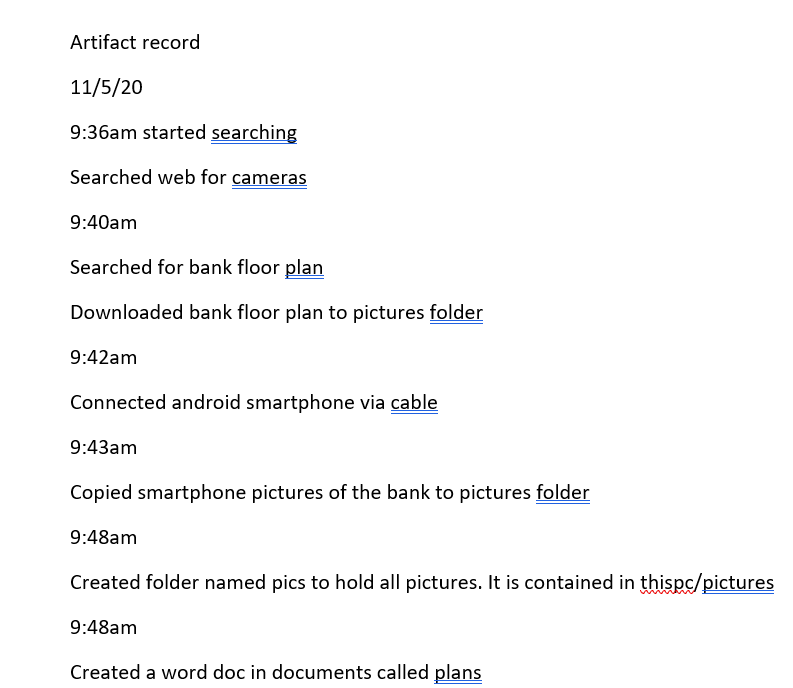 Artifact record
11/5/20
9:36am started searching
Searched web for cameras
9:40am
Searched for bank floor plan
Downloaded bank floor plan to pictures folder
9:42am
Connected android smartphone via cable
9:43am
Copied smartphone pictures of the bank to pictures folder
9:48am
Created folder named pics to hold all pictures. It is contained in thispc/pictures
9:48am
Created a word doc in documents called plans